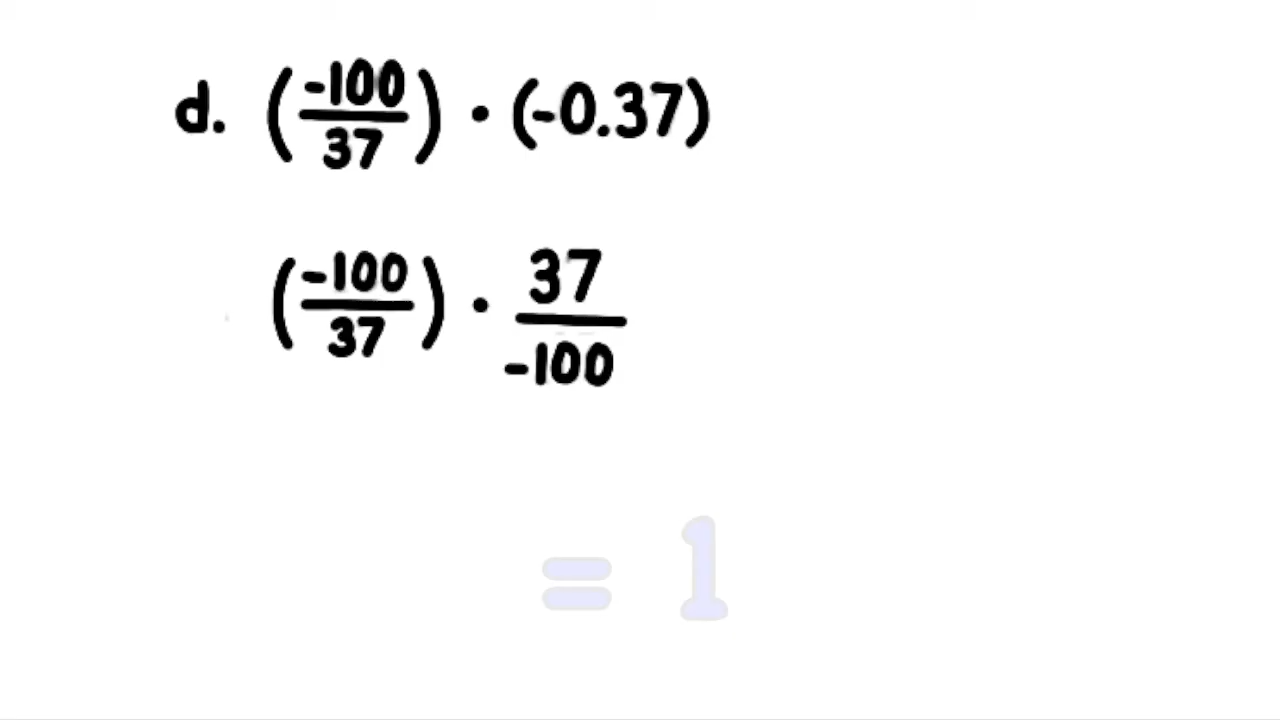 d. (-100/37) · (-0.37)
(-100/37) · 37/-100
= 1